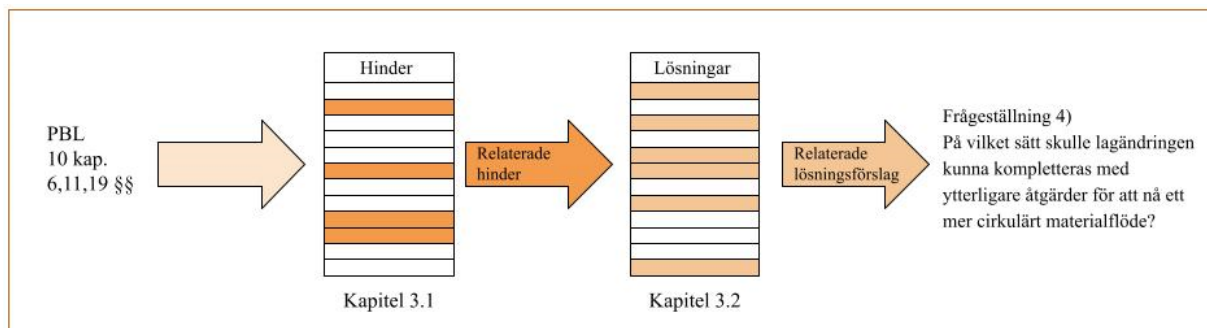 PBL
10 kap.
6,11,19 §§
Hinder
Kapitel 3.1
Relaterade
hinder
Lösningar
Kapitel 3.2
Relaterade
lösningsförslag
Frågeställning 4)
På vilket sätt skulle lagändringen
kunna kompletteras med
ytterligare åtgärder för att nå ett
mer cirkulärt materialflöde?